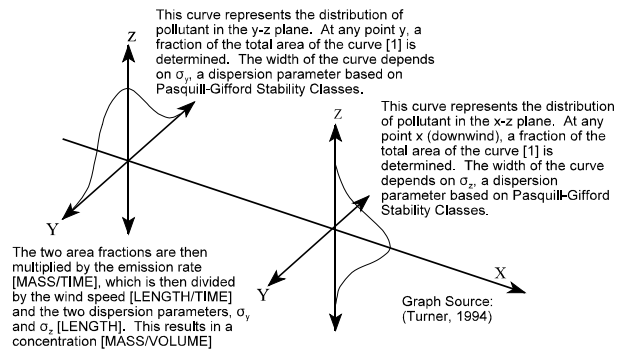 This curve represents the distribution of
pollutant in the y-z plane. At any point y, a
fraction of the total area of the curve [1] is
determined. The width of the curve depends
on σy, a dispersion parameter based on
Pasquill-Gifford Stability Classes.
Z
Y
This curve represents the distribution
of pollutant in the x-z plane. At any
point x (downwind), a fraction of the
total area of the curve [1] is
determined. The width of the curve
depends on σz, a dispersion
parameter based on Pasquill-Gifford
Stability Classes.
Z
Y
X
The two area fractions are then
multiplied by the emission rate
[MASS/TIME], which is then divided
by the wind speed [LENGTH/TIME]
and the two dispersion parameters, σy
and σz [LENGTH]. This results in a
concentration [MASS/VOLUME]
Graph Source:
(Turner, 1994)